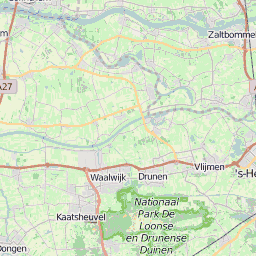 Zaltbommel
A27
Vlijmen
's-He
Waalwijk
Drunen
Nationaal
Park De
Loonse
en Drunense
Duinen
Kaatsheuvel
Dongen